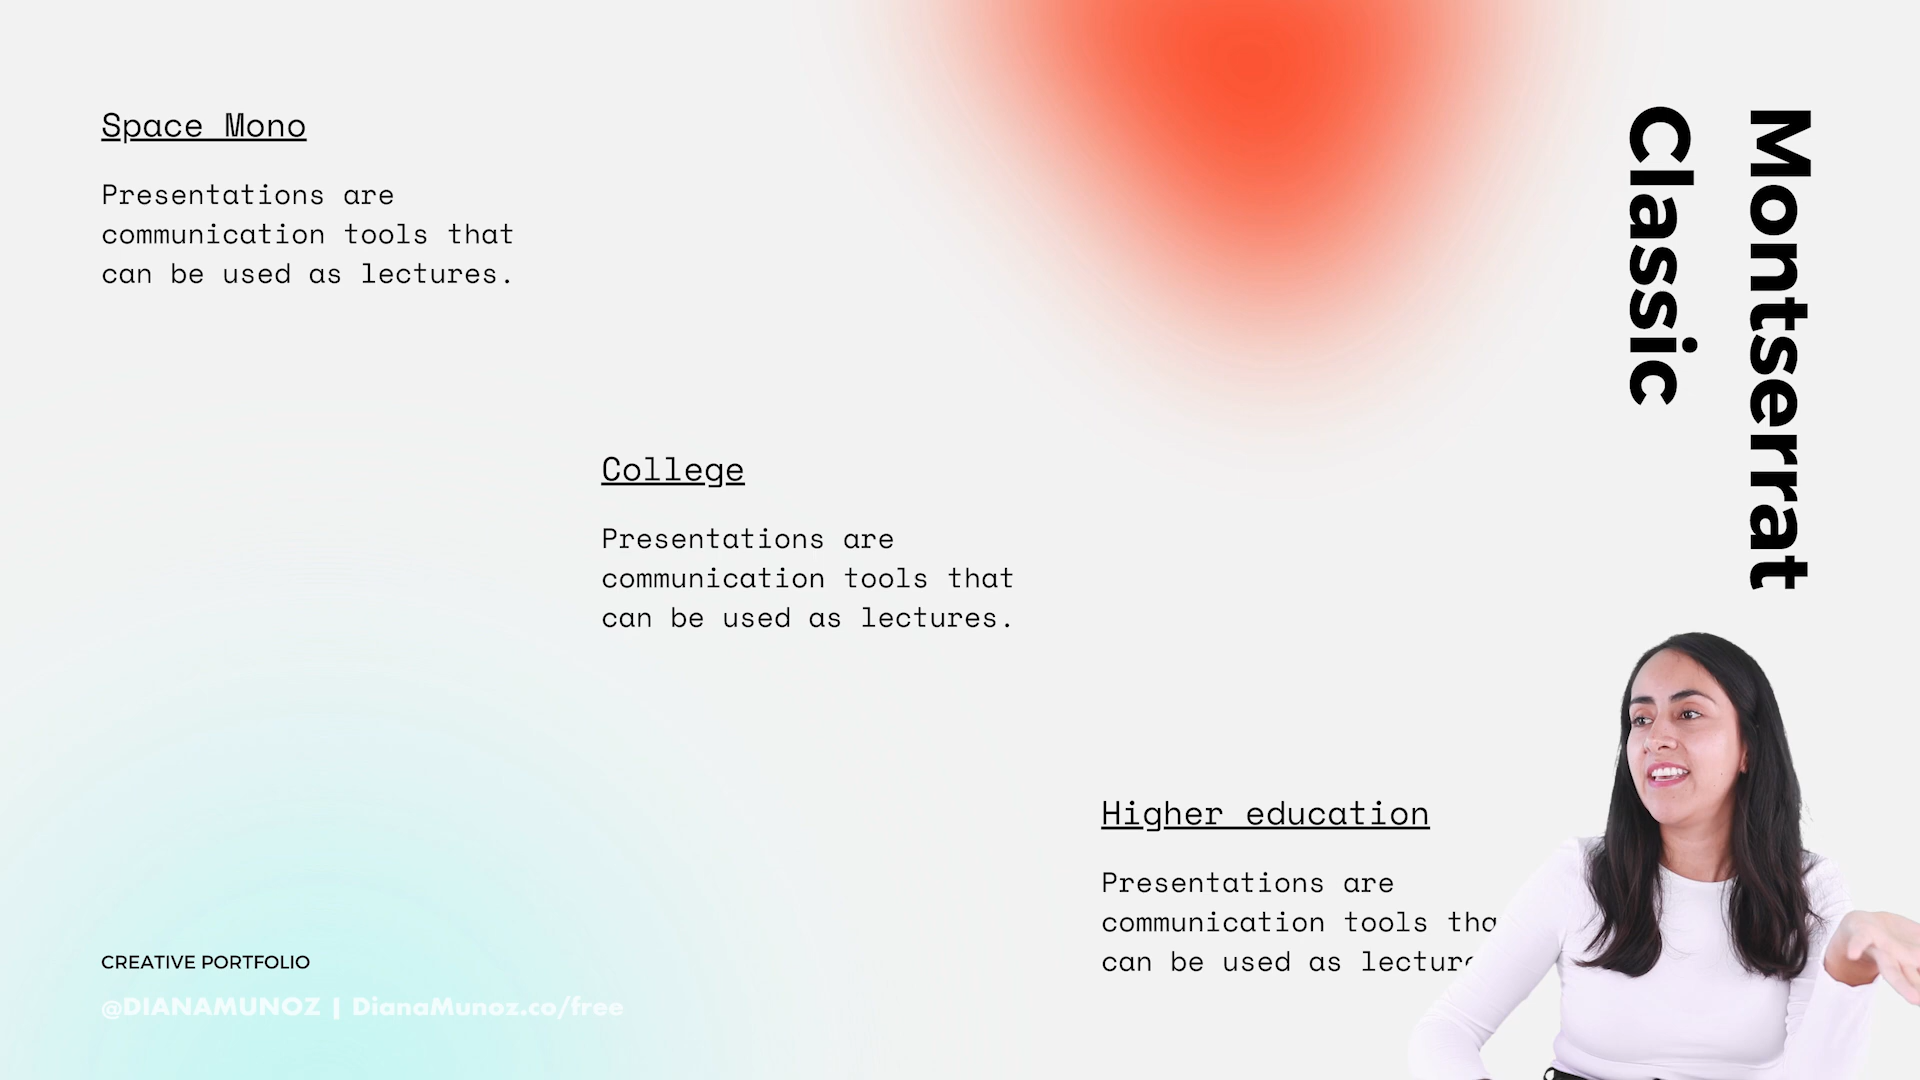 Space Mono
Presentations are
communication tools that
can be used as lectures.
Montserrat
Classic
College
Presentations are
communication tools that
can be used as lectures.
Higher education
Presentations are
communication tools tha
can be used as lectur
CREATIVE PORTFOLIO
@DIANAMUNOZ | DianaMunoz.co/free